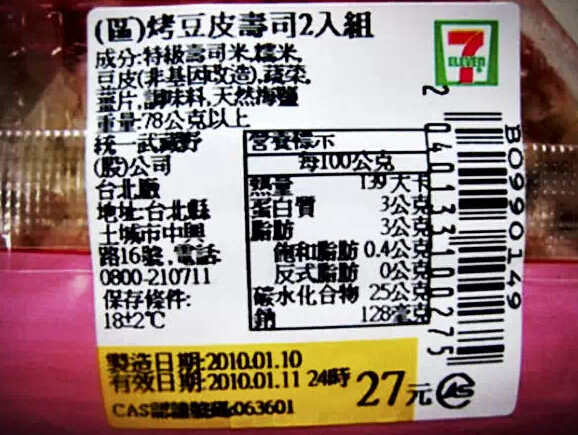 (區)烤豆皮壽司2入組
成分:特級壽司米,糯米,
豆皮(非基因改造),蔬菜,
薑片,調味料,天然海鹽
重量:78公克以上
統一武藏野
(股)公司
台北廠
地址:台北縣
土城市中興
路16號, 電話:
0800-210711
保存條件:
18±2℃
營養標示
每100公克
熱量 139大卡
蛋白質 3公克
脂肪 3公克
飽和脂肪 0.4公克
反式脂肪 0公克
碳水化合物 25公克
鈉 128毫克
製造日期:2010.01.10
有效日期:2010.01.11 24時
CAS認證號碼:063601
27元
CAS
7
ELEVEN
B0990149